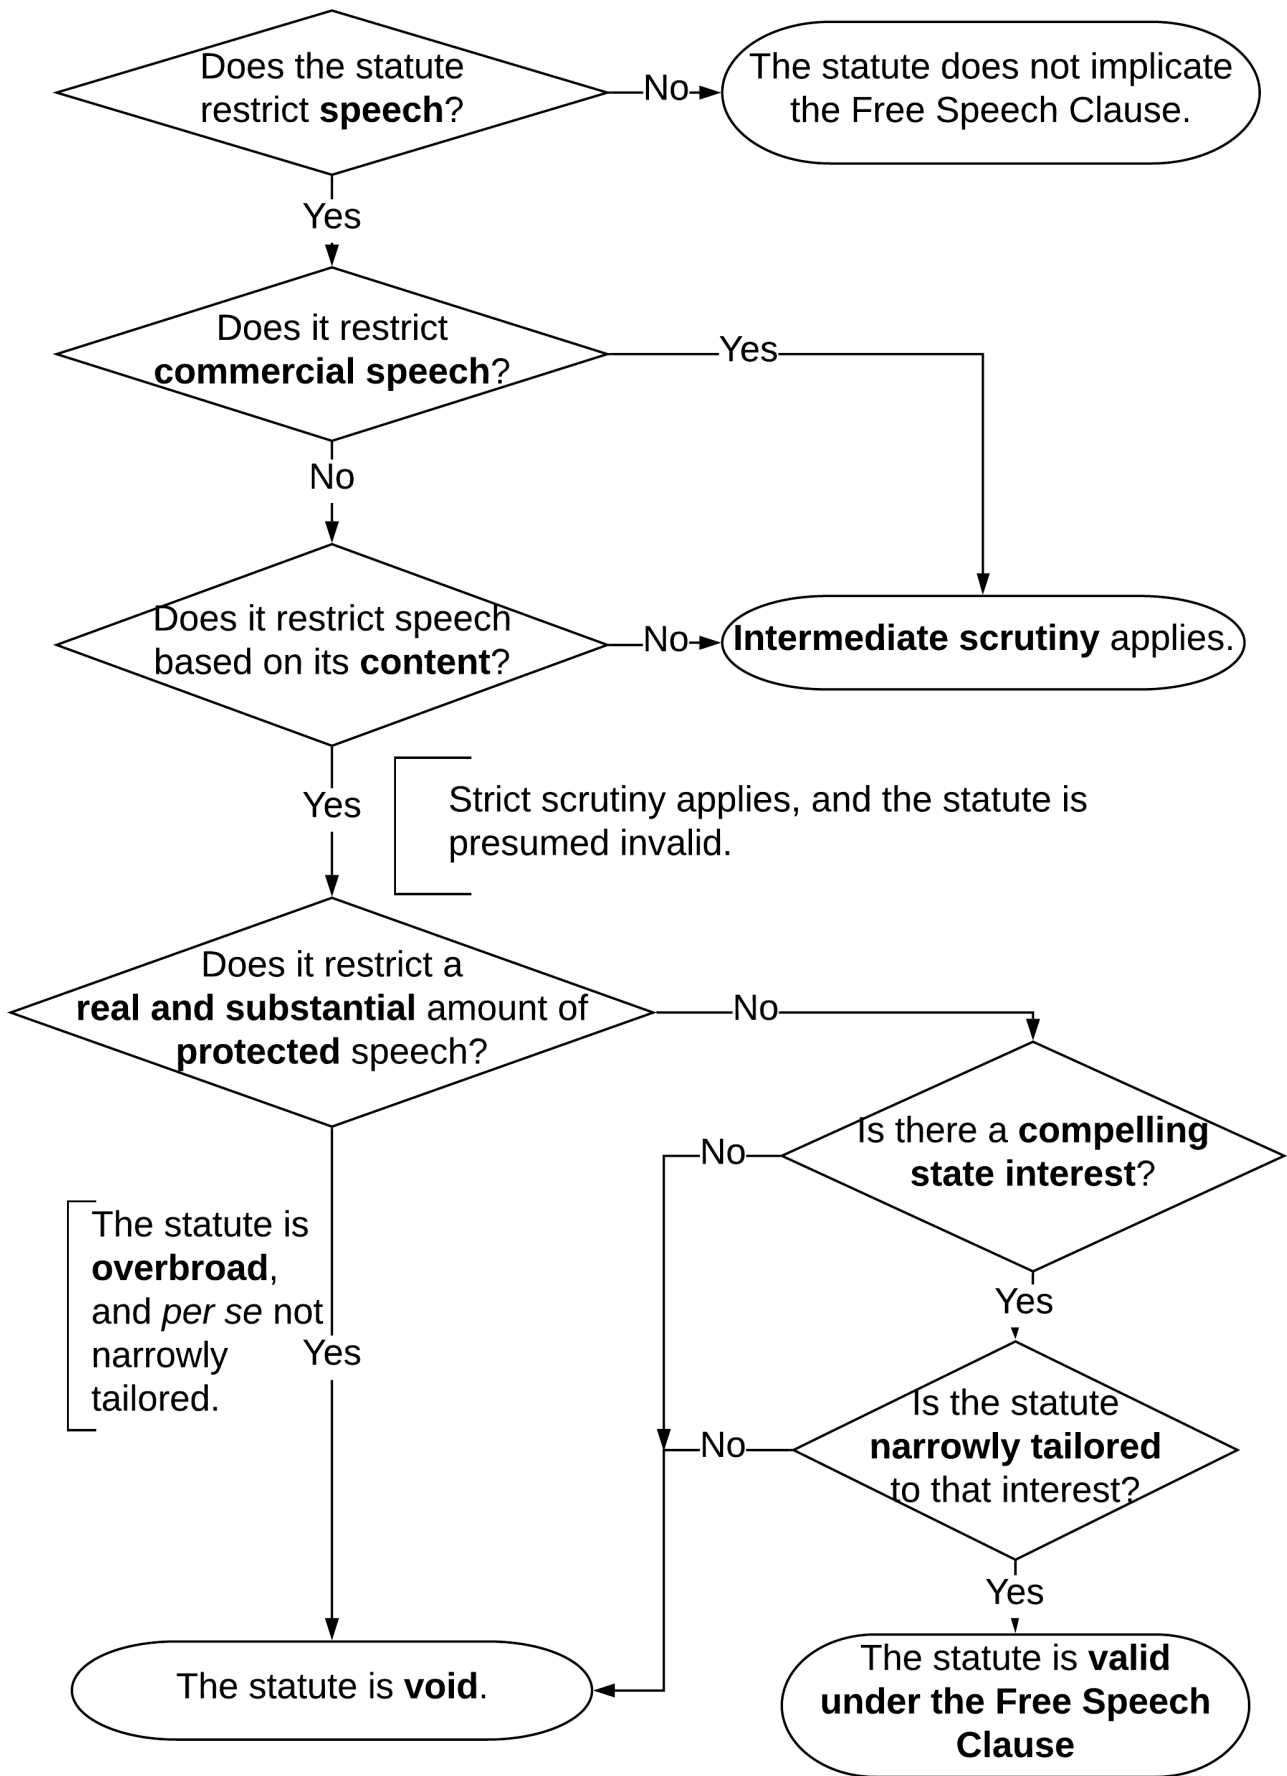 Does the statute
restrict speech?
No
The statute does not implicate
the Free Speech Clause.
Yes
Does it restrict
commercial speech?
Yes
No
Does it restrict speech
based on its content?
No
Intermediate scrutiny applies.
Yes
Strict scrutiny applies, and the statute is
presumed invalid.
Does it restrict a
real and substantial amount of
protected speech?
No
Is there a compelling
state interest?
No
The statute is
overbroad,
and per se not
narrowly
tailored.
Yes
Yes
Is the statute
narrowly tailored
to that interest?
No
Yes
The statute is void.
The statute is valid
under the Free Speech
Clause